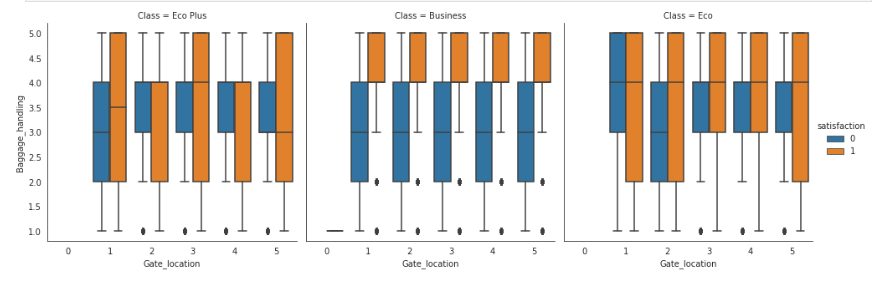 Class = Eco Plus
Class = Business
Class = Eco
5.0
4.5
4.0
3.5
3.0
2.5
2.0
1.5
1.0
Baggage_handling
0 1 2 3 4 5
0 1 2 3 4 5
0 1 2 3 4 5
Gate_location
Gate_location
Gate_location
satisfaction
0
1